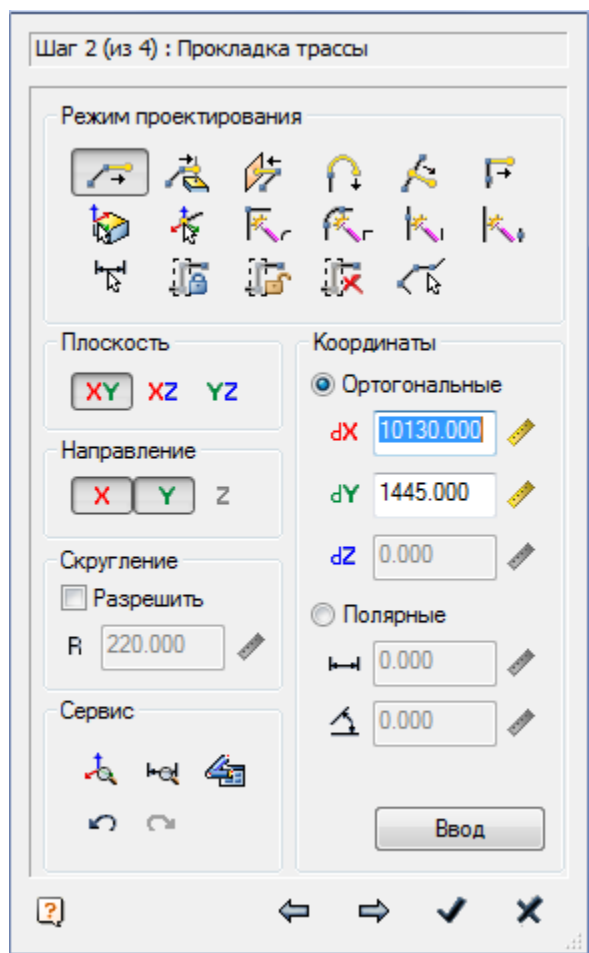 Шаг 2 (из 4) : Прокладка трассы
Режим проектирования
Плоскость
XY XZ YZ
Направление
X Y Z
Скругление
Разрешить
R 220.000
Сервис
Координаты
Ортогональные
dX 10130.000
dY 1445.000
dZ 0.000
Полярные
0.000
0.000
Ввод
?